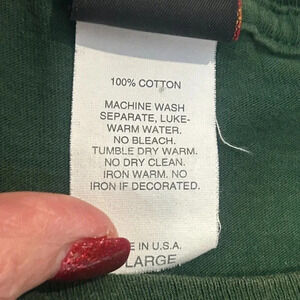 100% COTTON
MACHINE WASH
SEPARATE, LUKE-
WARM WATER.
NO BLEACH.
TUMBLE DRY WARM.
NO DRY CLEAN.
IRON WARM. NO
IRON IF DECORATED.
IN U.S.A.
LARGE